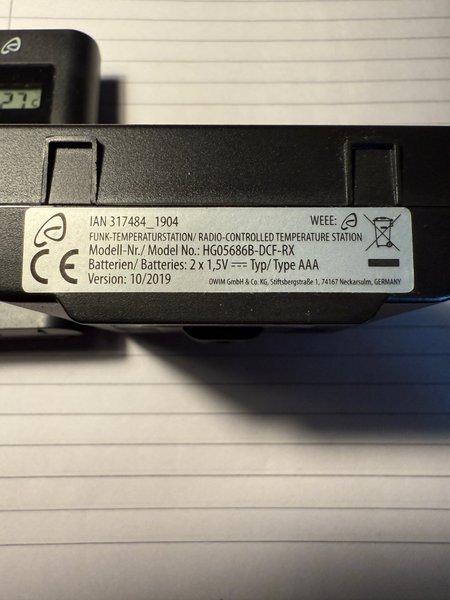 27c
IAN 317484_1904
WEEE:
FUNK-TEMPERATURSTATION/ RADIO-CONTROLLED TEMPERATURE STATION
Modell-Nr./ Model No.: HG05686B-DCF-RX
Batterien/ Batteries: 2 x 1,5V ⎓ Typ/Type AAA
Version: 10/2019
OWIM GmbH & Co. KG, Stiftsbergstraße 1, 74167 Neckarsulm, GERMANY
CE